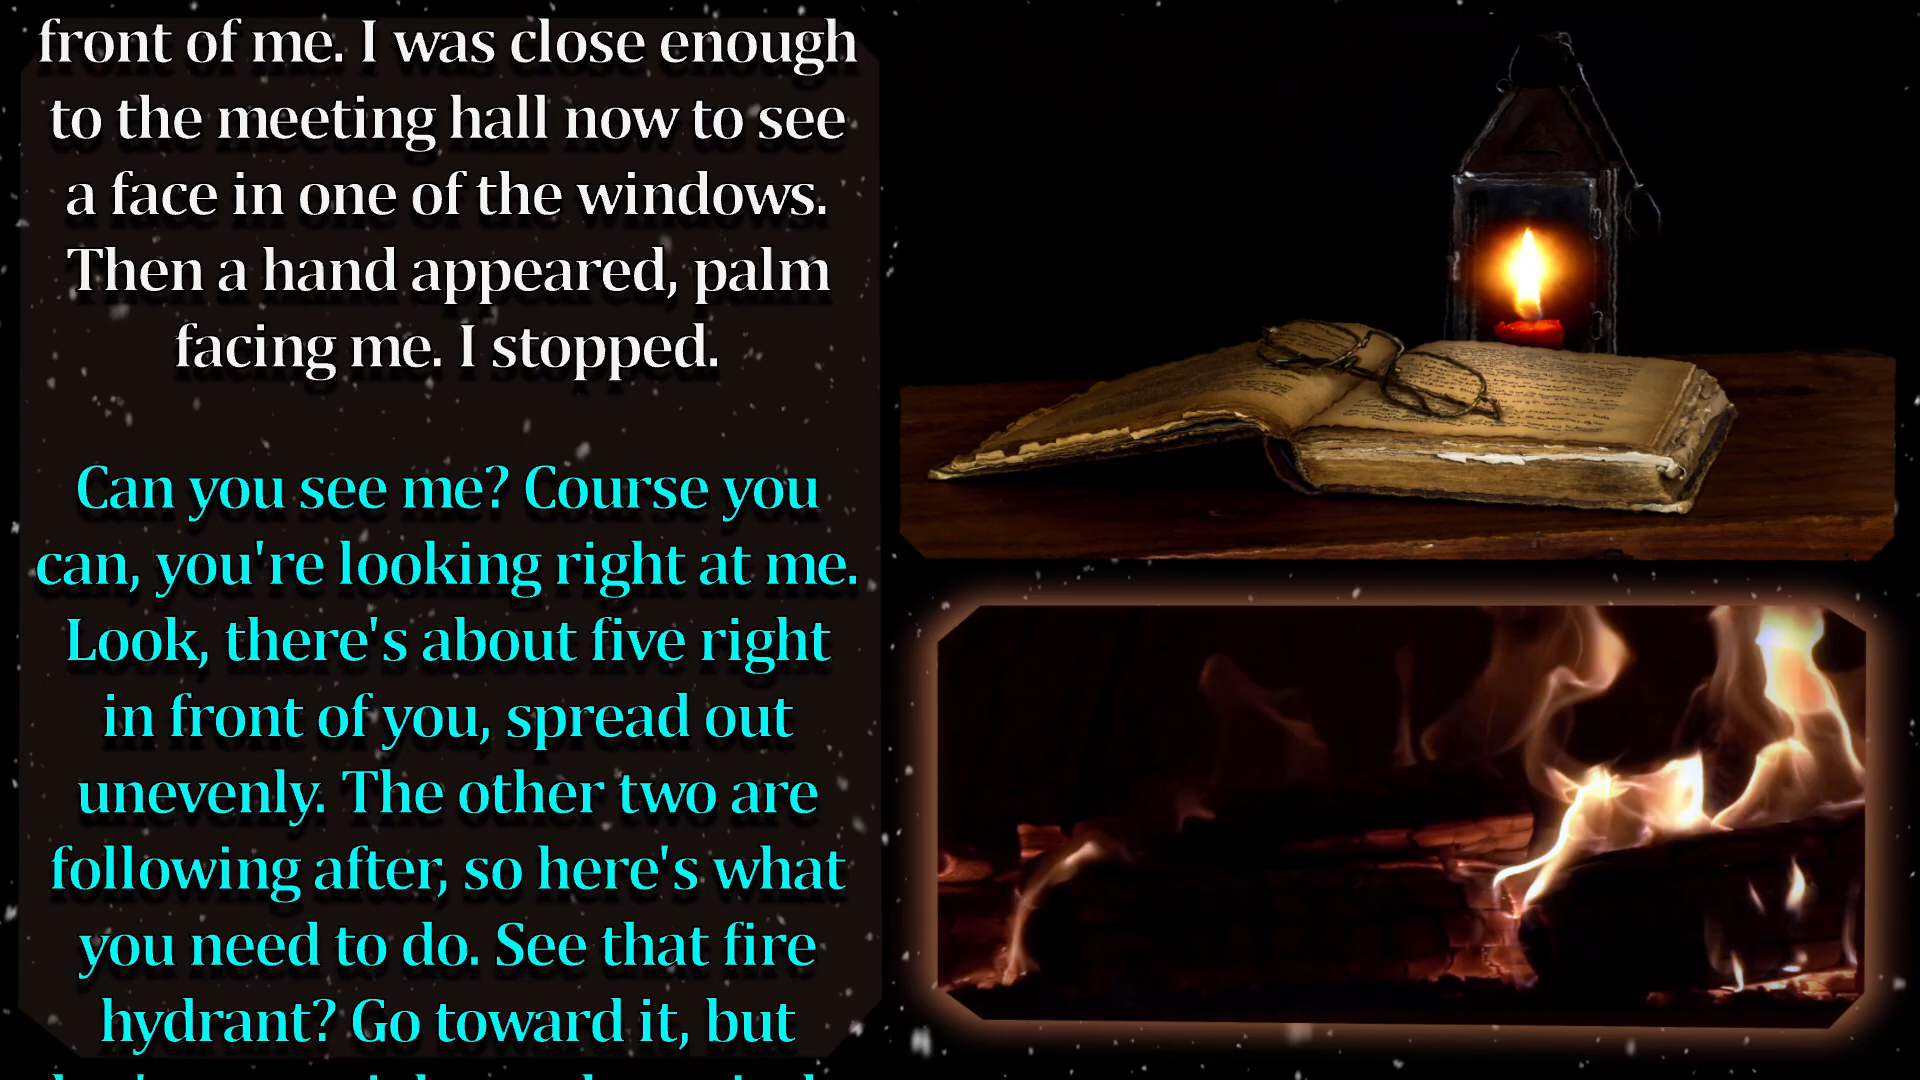 front of me. I was close enough
to the meeting hall now to see
a face in one of the windows.
Then a hand appeared, palm
facing me. I stopped.
Can you see me? Course you
can, you're looking right at me.
Look, there's about five right
in front of you, spread out
unevenly. The other two are
following after, so here's what
you need to do. See that fire
hydrant? Go toward it, but